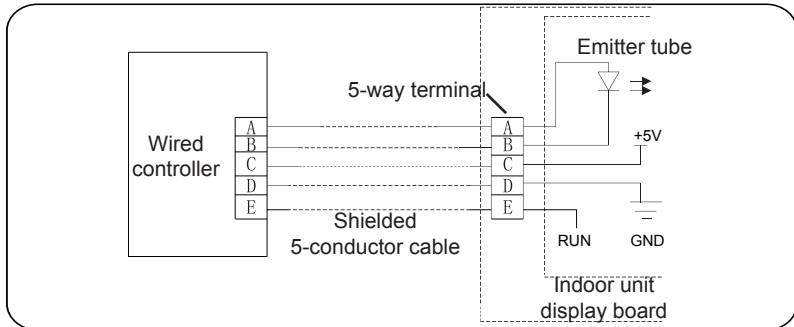 Emitter tube
5-way terminal
Wired
controller
A
B
C
D
E
A
B
C
D
E
+5V
Shielded
5-conductor cable
RUN
GND
Indoor unit
display board